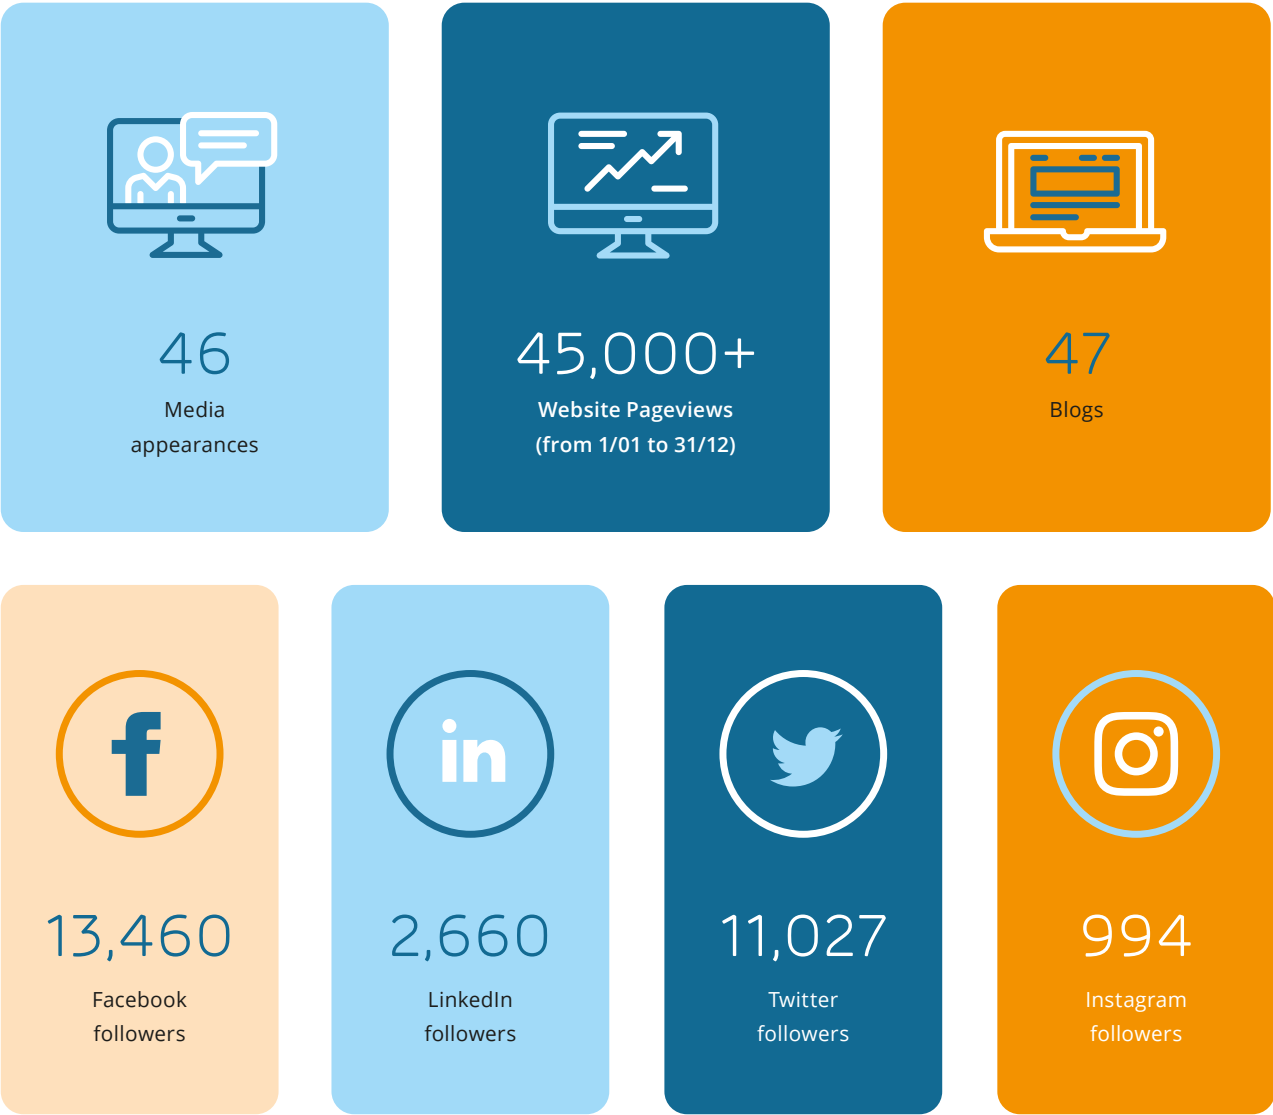 46
Media
appearances
45,000+
Website Pageviews
(from 1/01 to 31/12)
47
Blogs
f
13,460
Facebook
followers
in
2,660
LinkedIn
followers
11,027
Twitter
followers
994
Instagram
followers